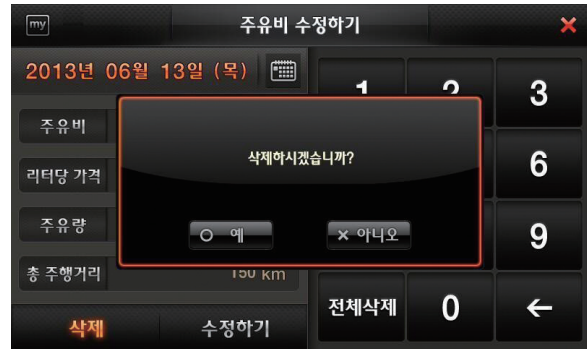 my 주유비 수정하기
2013년 06월 13일 (목)
1 2 3
주유비
삭제하시겠습니까?
리터당 가격
6
주유량
예 아니오
9
총 주행거리 150 km
전체삭제 0 ←
삭제 수정하기